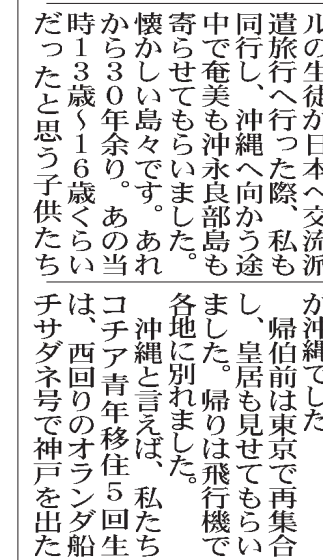 ルの生徒が日本へ交流派
遣旅行へ行った際、私も
同行し、沖縄へ向かう途
中で奄美も沖永良部島も
寄らせてもらいました。
懐かしい島々です。あれ
から30年余り。あの当
時13歳~16歳くらい
だったと思う子供たち
が沖縄でした
帰伯前は東京で再集合
し、皇居も見せてもらい
ました。帰りは飛行機で
各地に別れました。
沖縄と言えば、私たち
コチア青年移住5回生
は、西回りのオランダ船
チサダネ号で神戸を出た